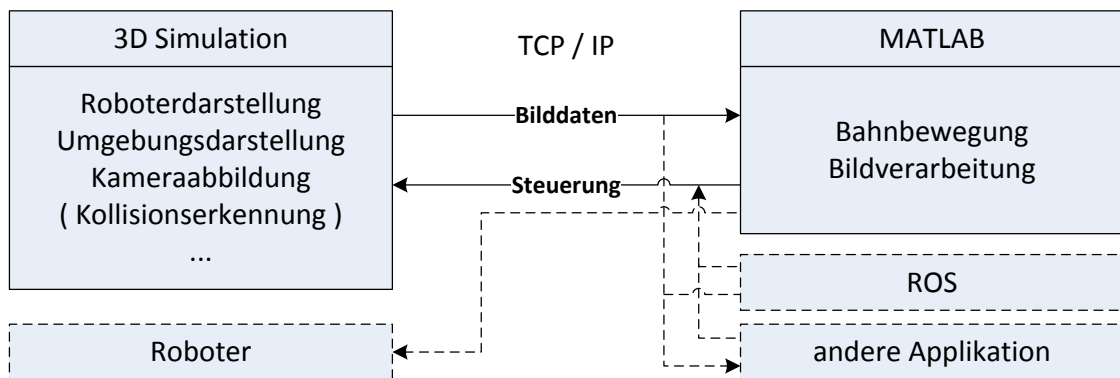 3D Simulation
TCP / IP
MATLAB
Roboterdarstellung
Umgebungsdarstellung
Kameraabbildung
( Kollisionserkennung )
...
Bilddaten
Steuerung
Bahnbewegung
Bildverarbeitung
ROS
Roboter
andere Applikation